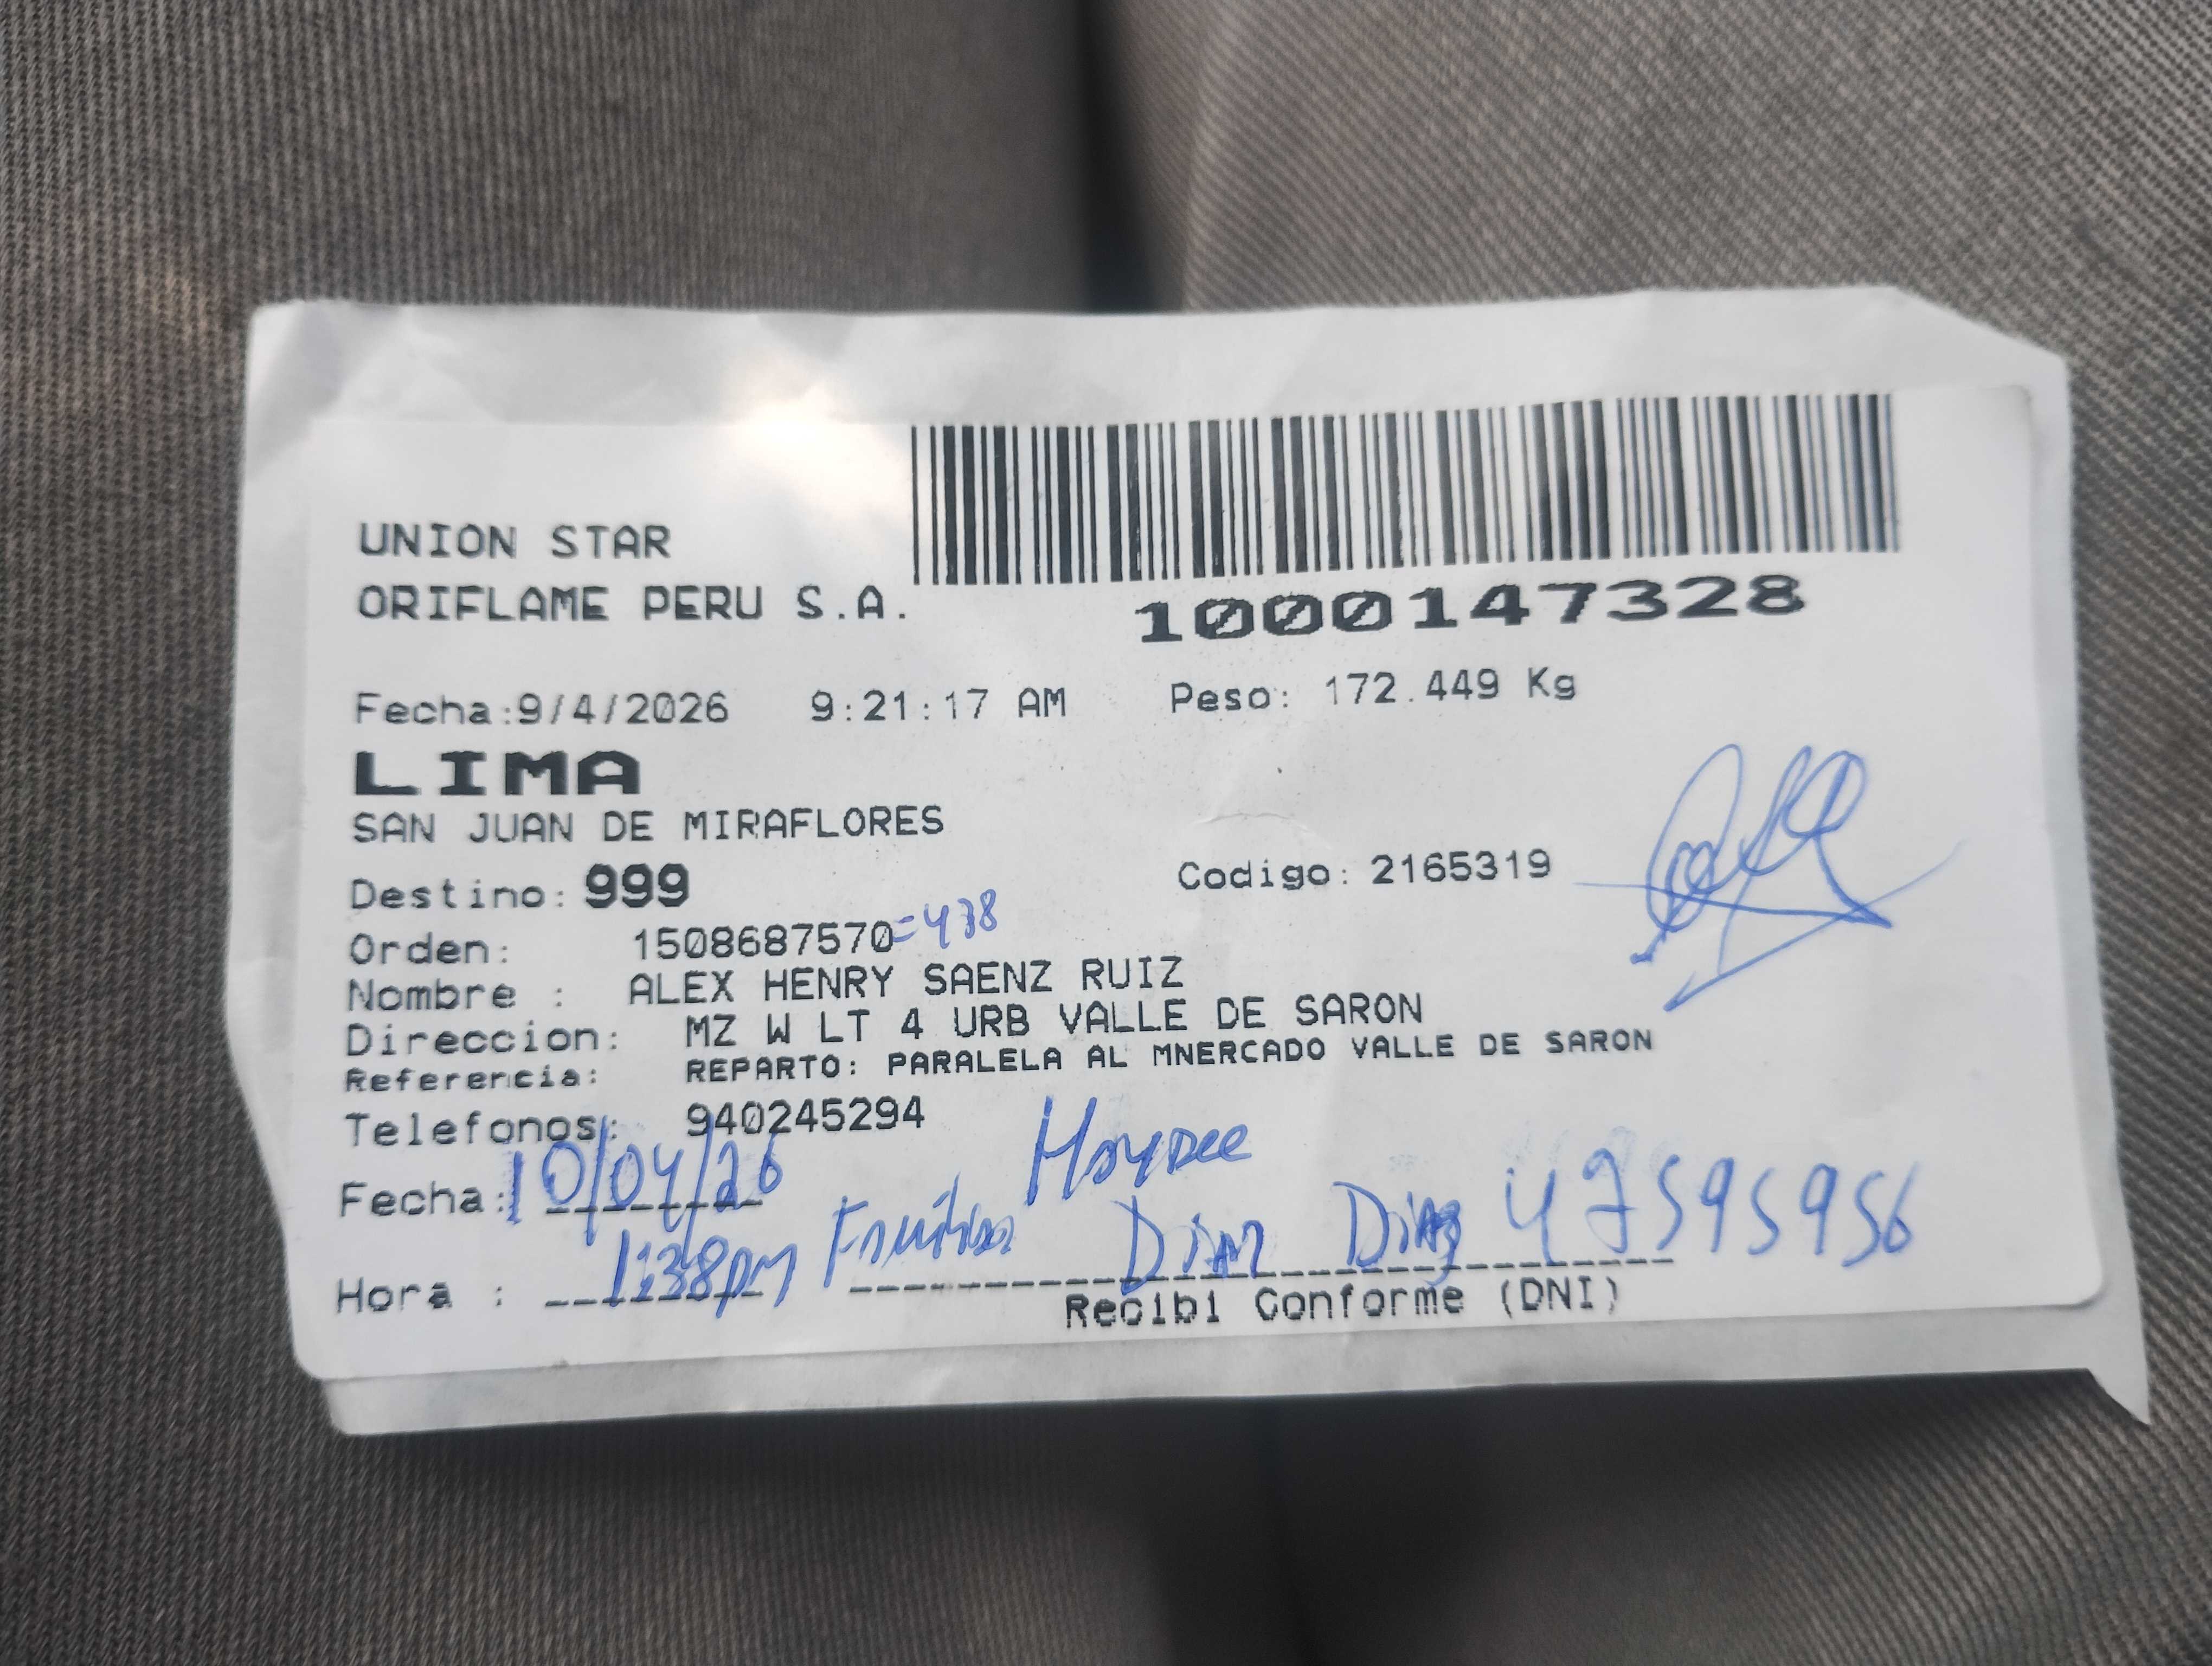 UNION STAR
ORIFLAME PERU S.A.
1000147328
Fecha:9/4/2026 9:21:17 AM Peso: 172.449 Kg
LIMA
SAN JUAN DE MIRAFLORES
Destino: 999 Codigo: 2165319
Orden: 1508687570 =438
Nombre : ALEX HENRY SAENZ RUIZ
Direccion: MZ W LT 4 URB VALLE DE SARON
Referencia: REPARTO: PARALELA AL MNERCADO VALLE DE SARON
Telefonos: 940245294
Haydee
Fecha: 10/04/26
Hora : 1:38pm Diaz Diaz 47595956
Recibi Conforme (DNI)